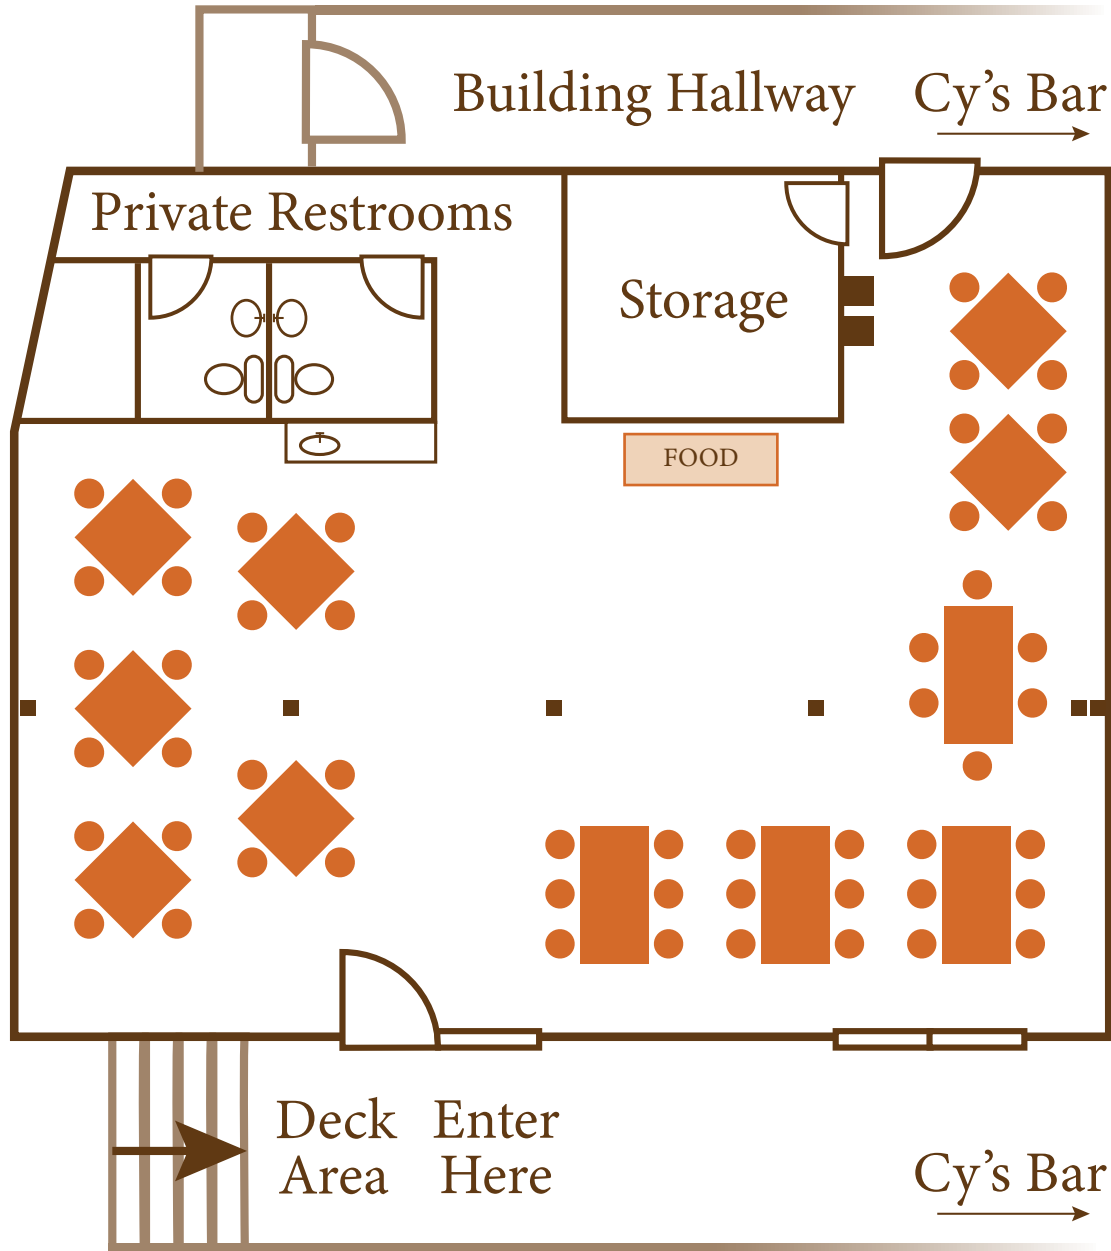 Building Hallway
Cy’s Bar
Private Restrooms
Storage
FOOD
Deck
Area
Enter
Here
Cy’s Bar